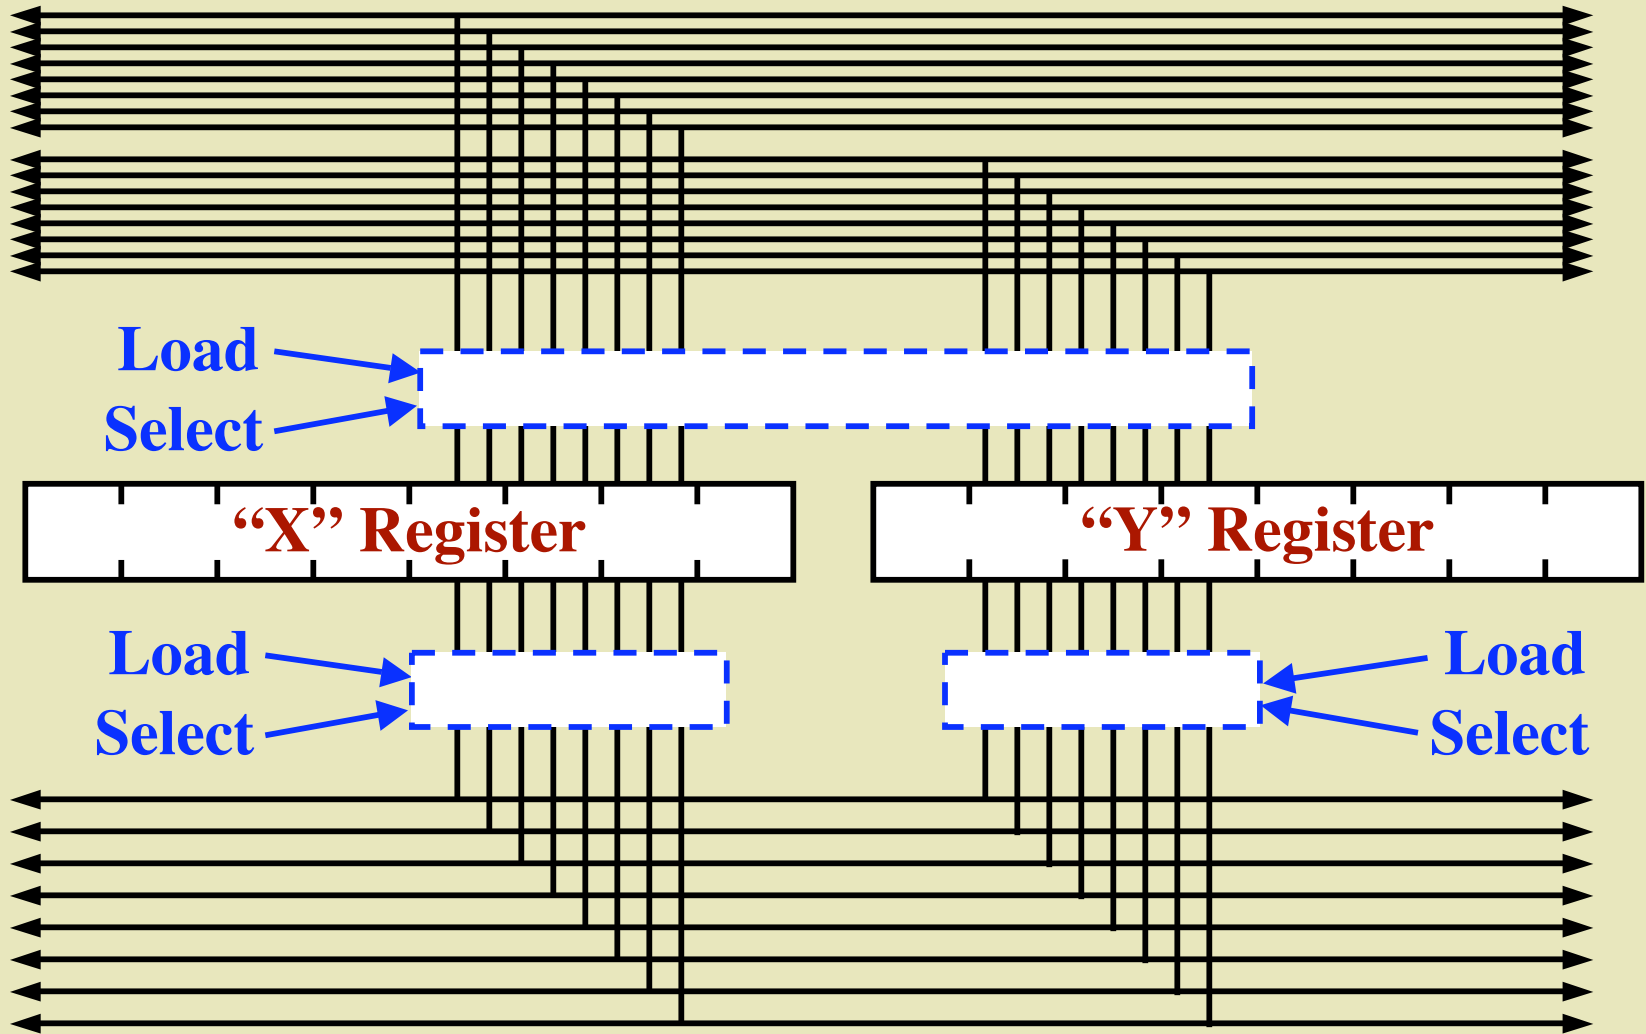 Load
Select
“X” Register
“Y” Register
Load
Select
Load
Select